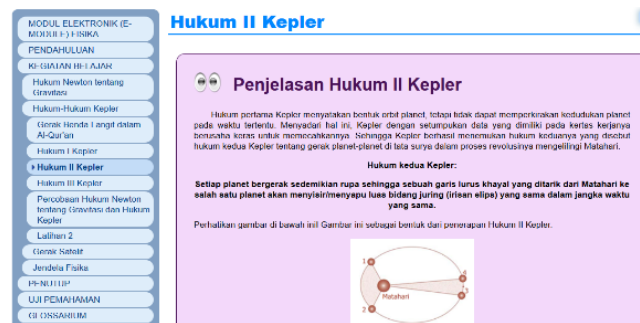 MODUL ELEKTRONIK (E-
MODULE) FISIKA
PENDAHULUAN
KEGIATAN BELAJAR
Hukum Newton tentang
Gravitasi
Hukum-Hukum Kepler
Gerak Benda Langit dalam
Al-Qur'an
Hukum I Kepler
Hukum II Kepler
Hukum III Kepler
Percobaan Hukum Newton
tentang Gravitasi dan Hukum
Kepler
Latihan 2
Gerak Satelit
Jendela Fisika
PENUTUP
UJI PEMAHAMAN
GLOSSARIUM
Hukum II Kepler
Penjelasan Hukum II Kepler
Hukum pertama Kepler menyatakan bentuk orbit planet, tetapi tidak dapat memperkirakan kedudukan planet
pada waktu tertentu. Menyadari hal ini, Kepler dengan setumpukan data yang dimiliki pada kertas kerjanya
berusaha keras untuk memecahkannya. Sehingga Kepler berhasil menemukan hukum keduanya yang disebut
hukum kedua Kepler tentang gerak planet-planet di tata surya dalam proses revolusinya mengelilingi Matahari.
Hukum kedua Kepler:
Setiap planet bergerak sedemikian rupa sehingga sebuah garis lurus khayal yang ditarik dari Matahari ke
salah satu planet akan menyisir/menyapu luas bidang juring (irisan elips) yang sama dalam jangka waktu
yang sama.
Perhatikan gambar di bawah ini! Gambar ini sebagai bentuk dari penerapan Hukum II Kepler.
1
4
Matahari
3
2